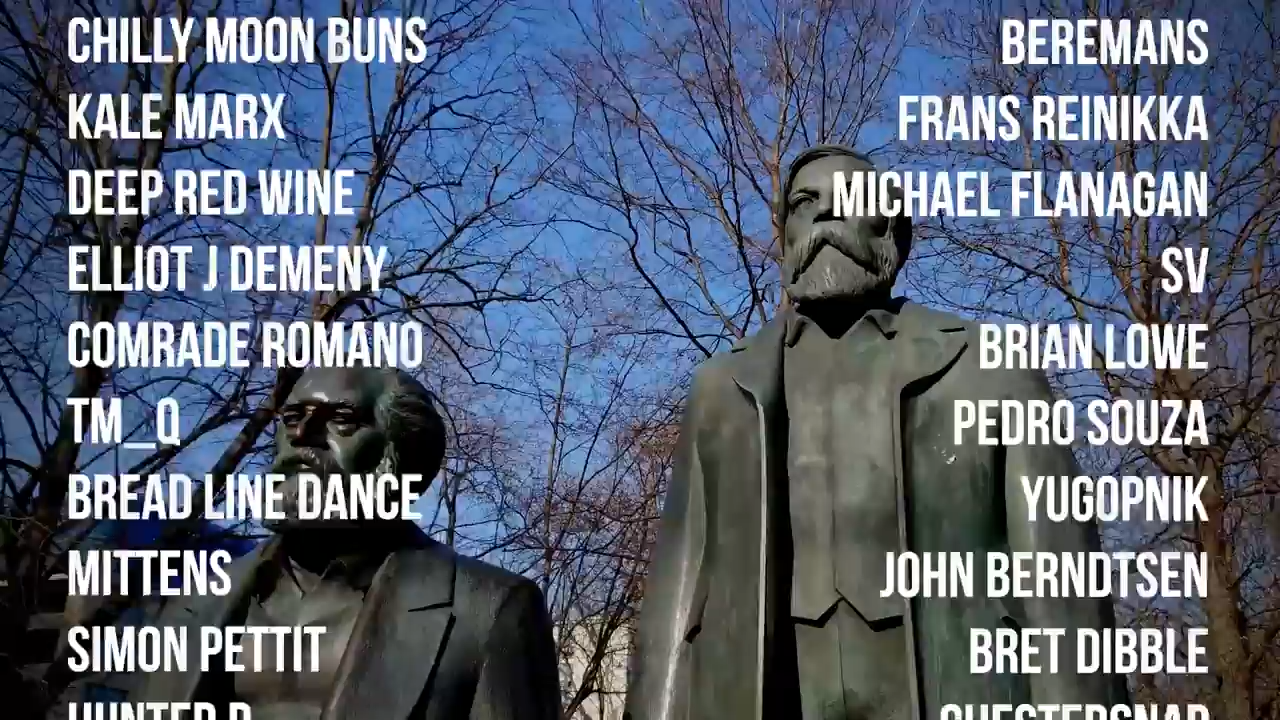 CHILLY MOON BUNS
KALE MARX
DEEP RED WINE
ELLIOT J DEMENY
COMRADE ROMANO
TM_Q
BREAD LINE DANCE
MITTENS
SIMON PETTIT
BEREMANS
FRANS REINIKKA
MICHAEL FLANAGAN
SV
BRIAN LOWE
PEDRO SOUZA
YUGOPNIK
JOHN BERNDTSEN
BRET DIBBLE